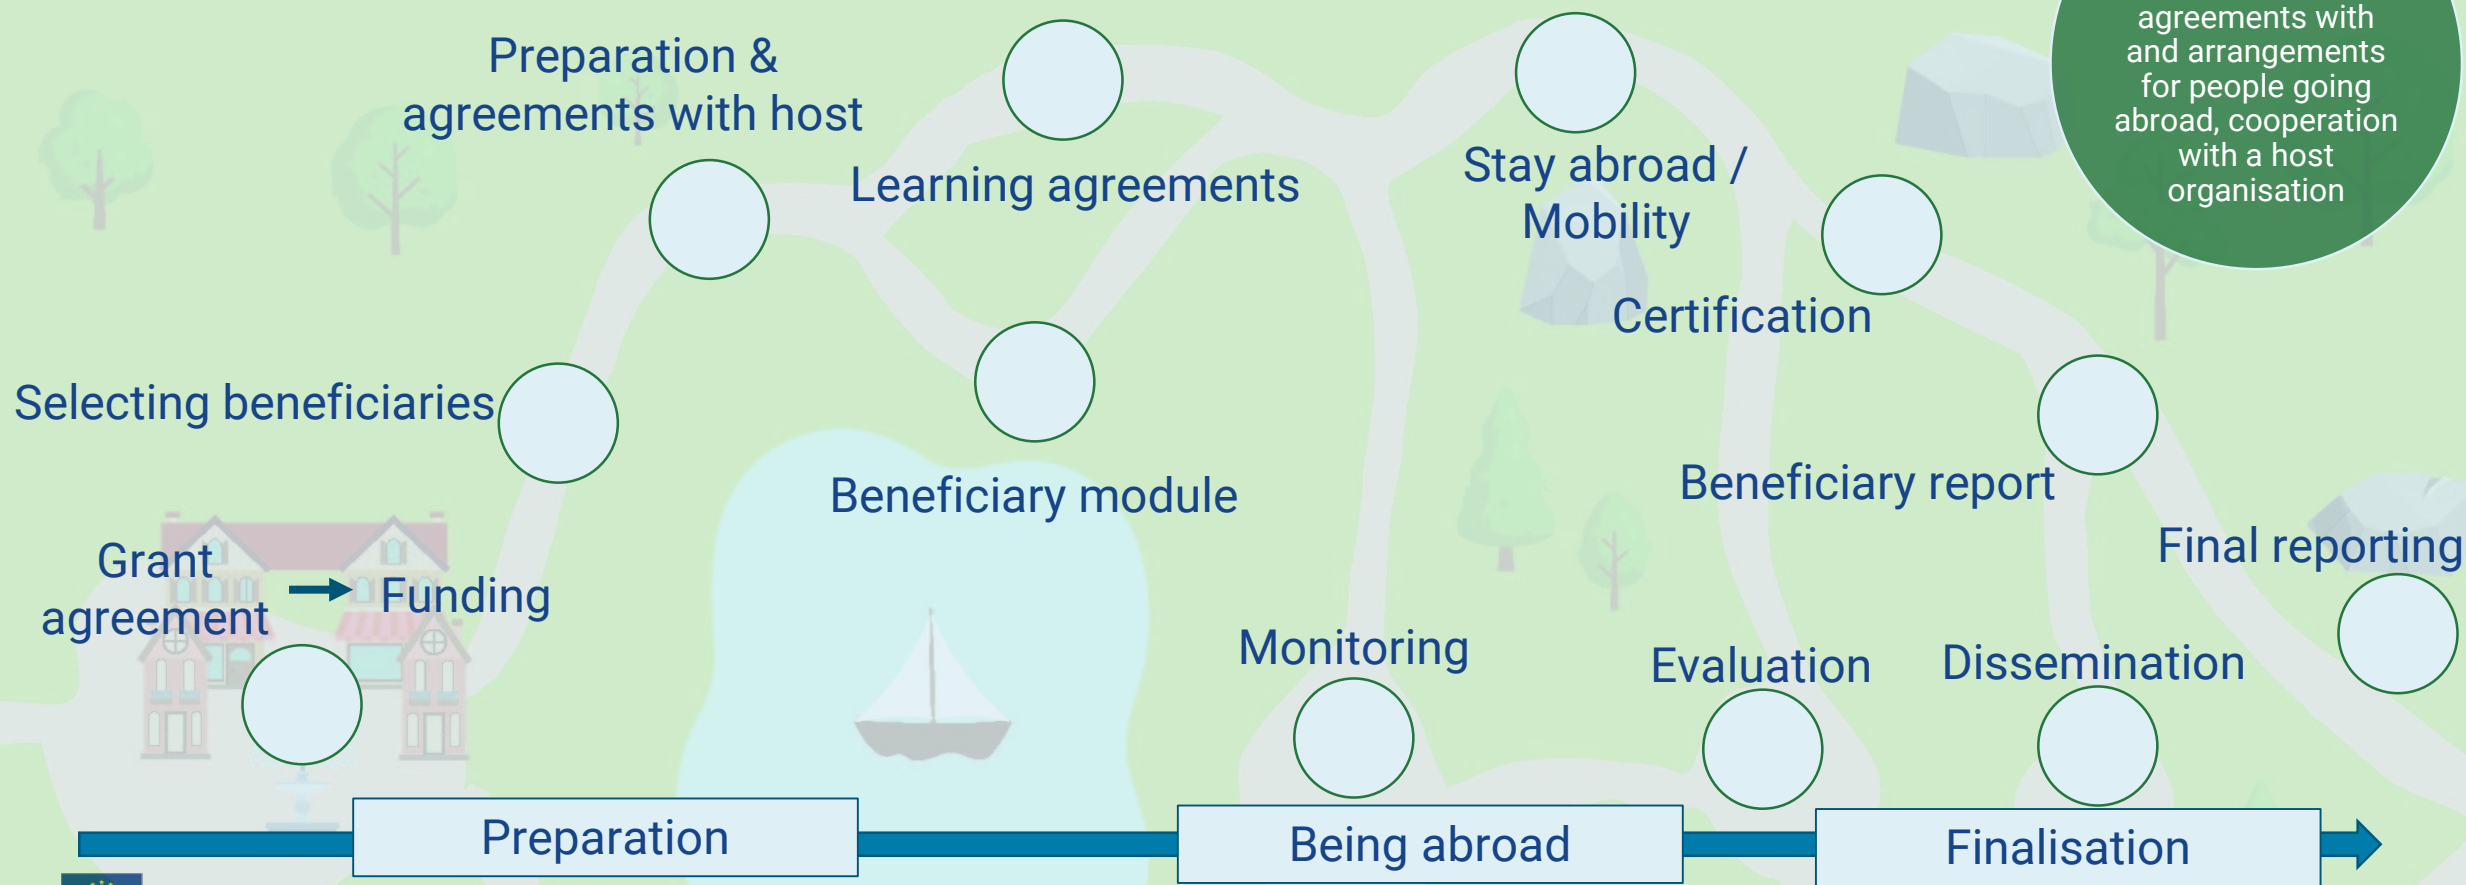 agreements with
and arrangements
for people going
abroad, cooperation
with a host
organisation
Preparation &
agreements with host
Learning agreements
Stay abroad /
Mobility
Certification
Selecting beneficiaries
Beneficiary module
Beneficiary report
Grant
agreement
Funding
Final reporting
Monitoring
Evaluation
Dissemination
Preparation
Being abroad
Finalisation